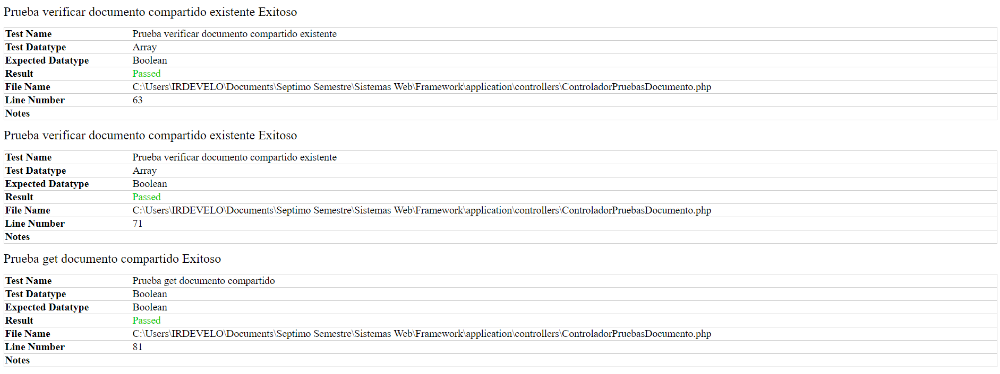 Prueba verificar documento compartido existente Exitoso
Test Name Prueba verificar documento compartido existente
Test Datatype Array
Expected Datatype Boolean
Result Passed
File Name C:\Users\IRDEVELO\Documents\Septimo Semestre\Sistemas Web\Framework\application\controllers\ControladorPruebasDocumento.php
Line Number 63
Notes
Prueba verificar documento compartido existente Exitoso
Test Name Prueba verificar documento compartido existente
Test Datatype Array
Expected Datatype Boolean
Result Passed
File Name C:\Users\IRDEVELO\Documents\Septimo Semestre\Sistemas Web\Framework\application\controllers\ControladorPruebasDocumento.php
Line Number 71
Notes
Prueba get documento compartido Exitoso
Test Name Prueba get documento compartido
Test Datatype Boolean
Expected Datatype Boolean
Result Passed
File Name C:\Users\IRDEVELO\Documents\Septimo Semestre\Sistemas Web\Framework\application\controllers\ControladorPruebasDocumento.php
Line Number 81
Notes